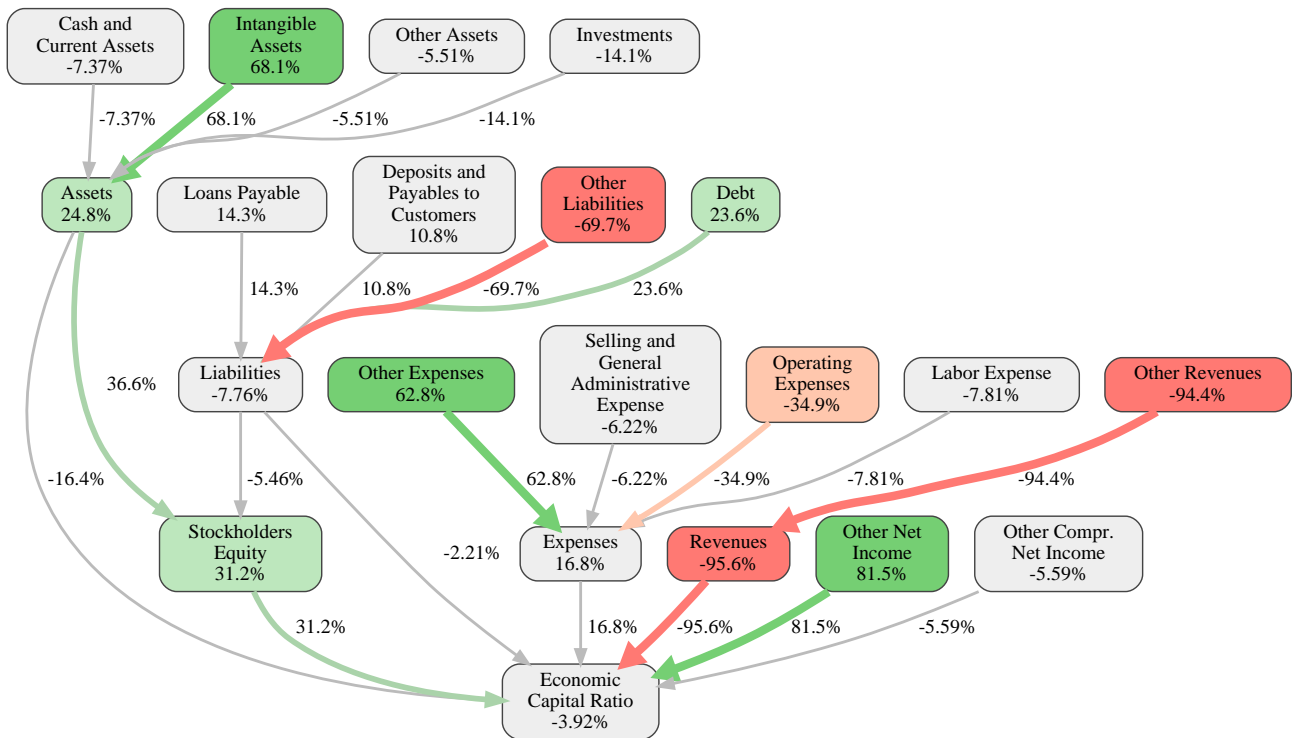 Cash and
Current Assets
-7.37%
Intangible
Assets
68.1%
Other Assets
-5.51%
Investments
-14.1%
-7.37%
68.1%
-5.51%
-14.1%
Assets
24.8%
Loans Payable
14.3%
Deposits and
Payables to
Customers
10.8%
Other
Liabilities
-69.7%
Debt
23.6%
14.3%
10.8%
-69.7%
23.6%
36.6%
Liabilities
-7.76%
Other Expenses
62.8%
Selling and
General
Administrative
Expense
-6.22%
Operating
Expenses
-34.9%
Labor Expense
-7.81%
Other Revenues
-94.4%
-16.4%
-5.46%
62.8%
-6.22%
-34.9%
-7.81%
-94.4%
Stockholders
Equity
31.2%
-2.21%
Expenses
16.8%
Revenues
-95.6%
Other Net
Income
81.5%
Other Compr.
Net Income
-5.59%
31.2%
16.8%
-95.6%
81.5%
-5.59%
Economic
Capital Ratio
-3.92%